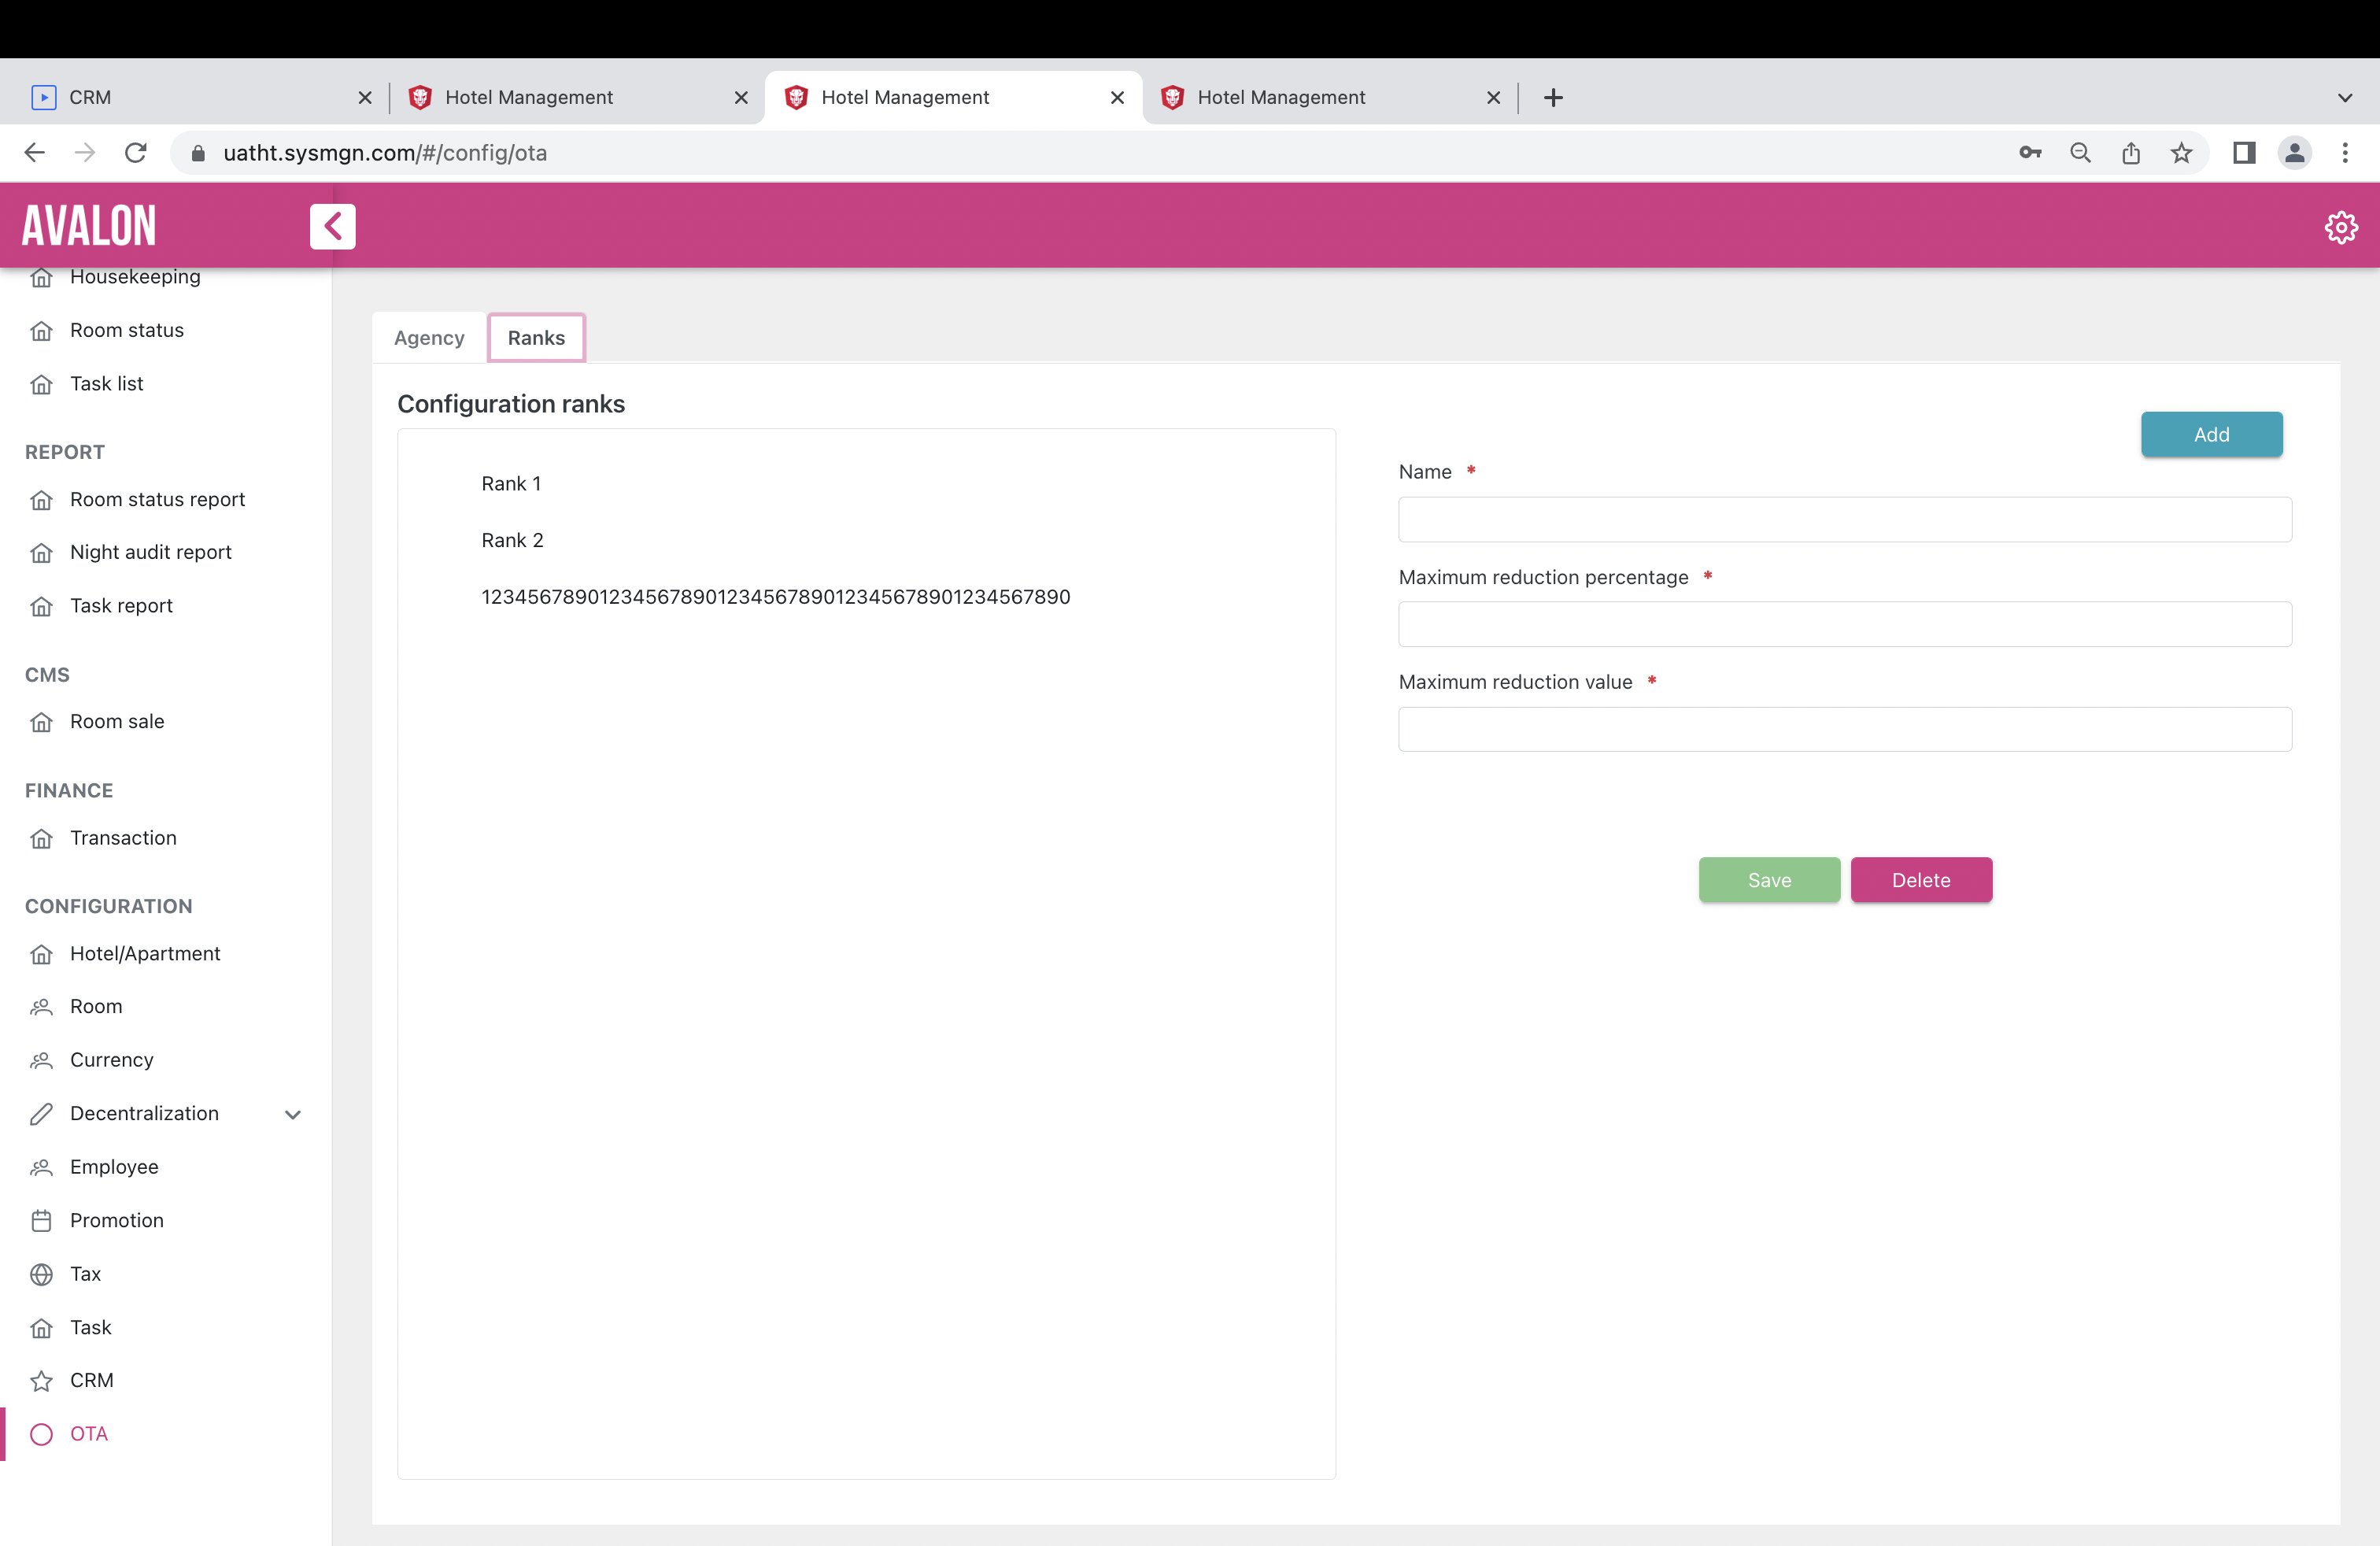 CRM
Hotel Management
Hotel Management
Hotel Management
uatht.sysmgn.com/#/config/ota
AVALON
Housekeeping
Room status
Task list
REPORT
Room status report
Night audit report
Task report
CMS
Room sale
FINANCE
Transaction
CONFIGURATION
Hotel/Apartment
Room
Currency
Decentralization
Employee
Promotion
Tax
Task
CRM
OTA
Agency
Ranks
Configuration ranks
Rank 1
Rank 2
12345678901234567890123456789012345678901234567890
Add
Name *
Maximum reduction percentage *
Maximum reduction value *
Save
Delete